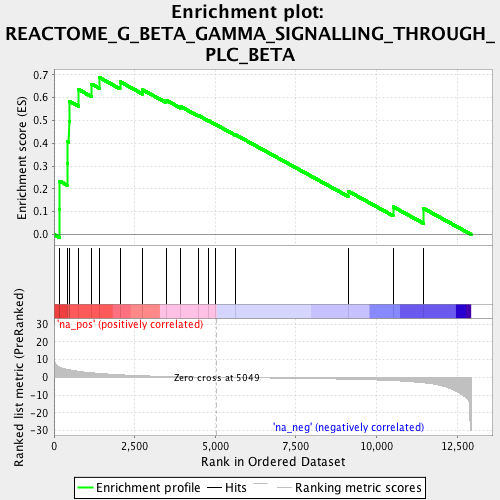 Enrichment plot:
REACTOME_G_BETA_GAMMA_SIGNALLING_THROUGH_
PLC_BETA
Enrichment score (ES)
0.7
0.6
0.5
0.4
0.3
0.2
0.1
0.0
Ranked list metric (PreRanked)
'na_pos' (positively correlated)
30
20
10
0
-10
-20
-30
Zero cross at 5049
'na_neg' (negatively correlated)
0
2,500
5,000
7,500
10,000
12,500
Rank in Ordered Dataset
Enrichment profile
Hits
Ranking metric scores